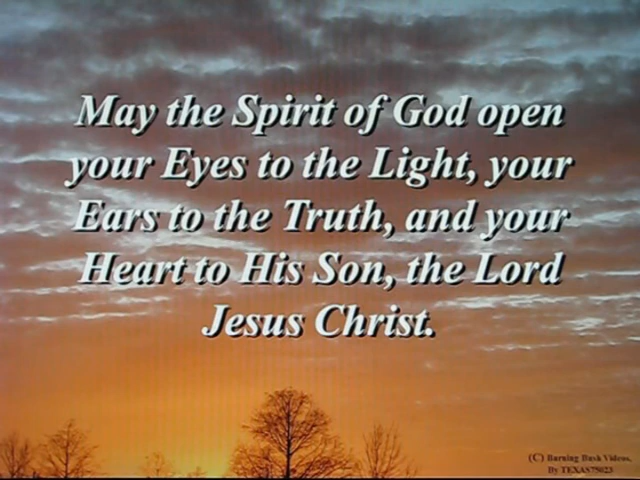 May the Spirit of God open
your Eyes to the Light, your
Ears to the Truth, and your
Heart to His Son, the Lord
Jesus Christ.
(C) Burning Bush Videos,
By TEXAS75023